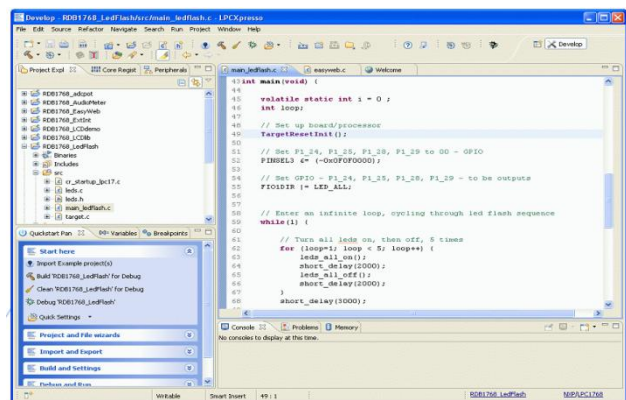 Develop - RDB1768_LedFlash/src/main_ledflash.c - LPCXpresso
File Edit Source Refactor Navigate Search Run Project Window Help
Develop
Project Expl Core Regist Peripherals
RDB1768_adcpot
RDB1768_AudioMeter
RDB1768_EasyWeb
RDB1768_ExtInt
RDB1768_LCDdemo
RDB1768_LCDlib
RDB1768_LedFlash
Binaries
Includes
src
cr_startup_lpc17.c
leds.c
leds.h
main_ledflash.c
target.c
Quickstart Pan Variables Breakpoints
Start here
Import Example project(s)
Build 'RDB1768_LedFlash' for Debug
Clean 'RDB1768_LedFlash' for Debug
Debug 'RDB1768_LedFlash'
Quick Settings
Project and File wizards
Import and Export
Build and Settings
Debug and Run
main_ledflash.c easyweb.c Welcome
43 int main(void) {
44
45 volatile static int i = 0 ;
46 int loop;
47
48 // Set up board/processor
49 TargetResetInit();
50
51 // Set P1_24, P1_25, P1_28, P1_29 to 00 - GPIO
52 PINSEL3 &= (~0x0F0F0000);
53
54 // Set GPIO - P1_24, P1_25, P1_28, P1_29 - to be outputs
55 FIO1DIR |= LED_ALL;
56
57
58 // Enter an infinite loop, cycling through led flash sequence
59 while(1) {
60
61 // Turn all leds on, then off, 5 times
62 for (loop=1; loop < 5; loop++) {
63 leds_all_on();
64 short_delay(2000);
65 leds_all_off();
66 short_delay(2000);
67 }
68 short_delay(3000);
Console Problems Memory
No consoles to display at this time.
Writable Smart Insert 49 : 1 RDB1768_LedFlash NXP/LPC1768